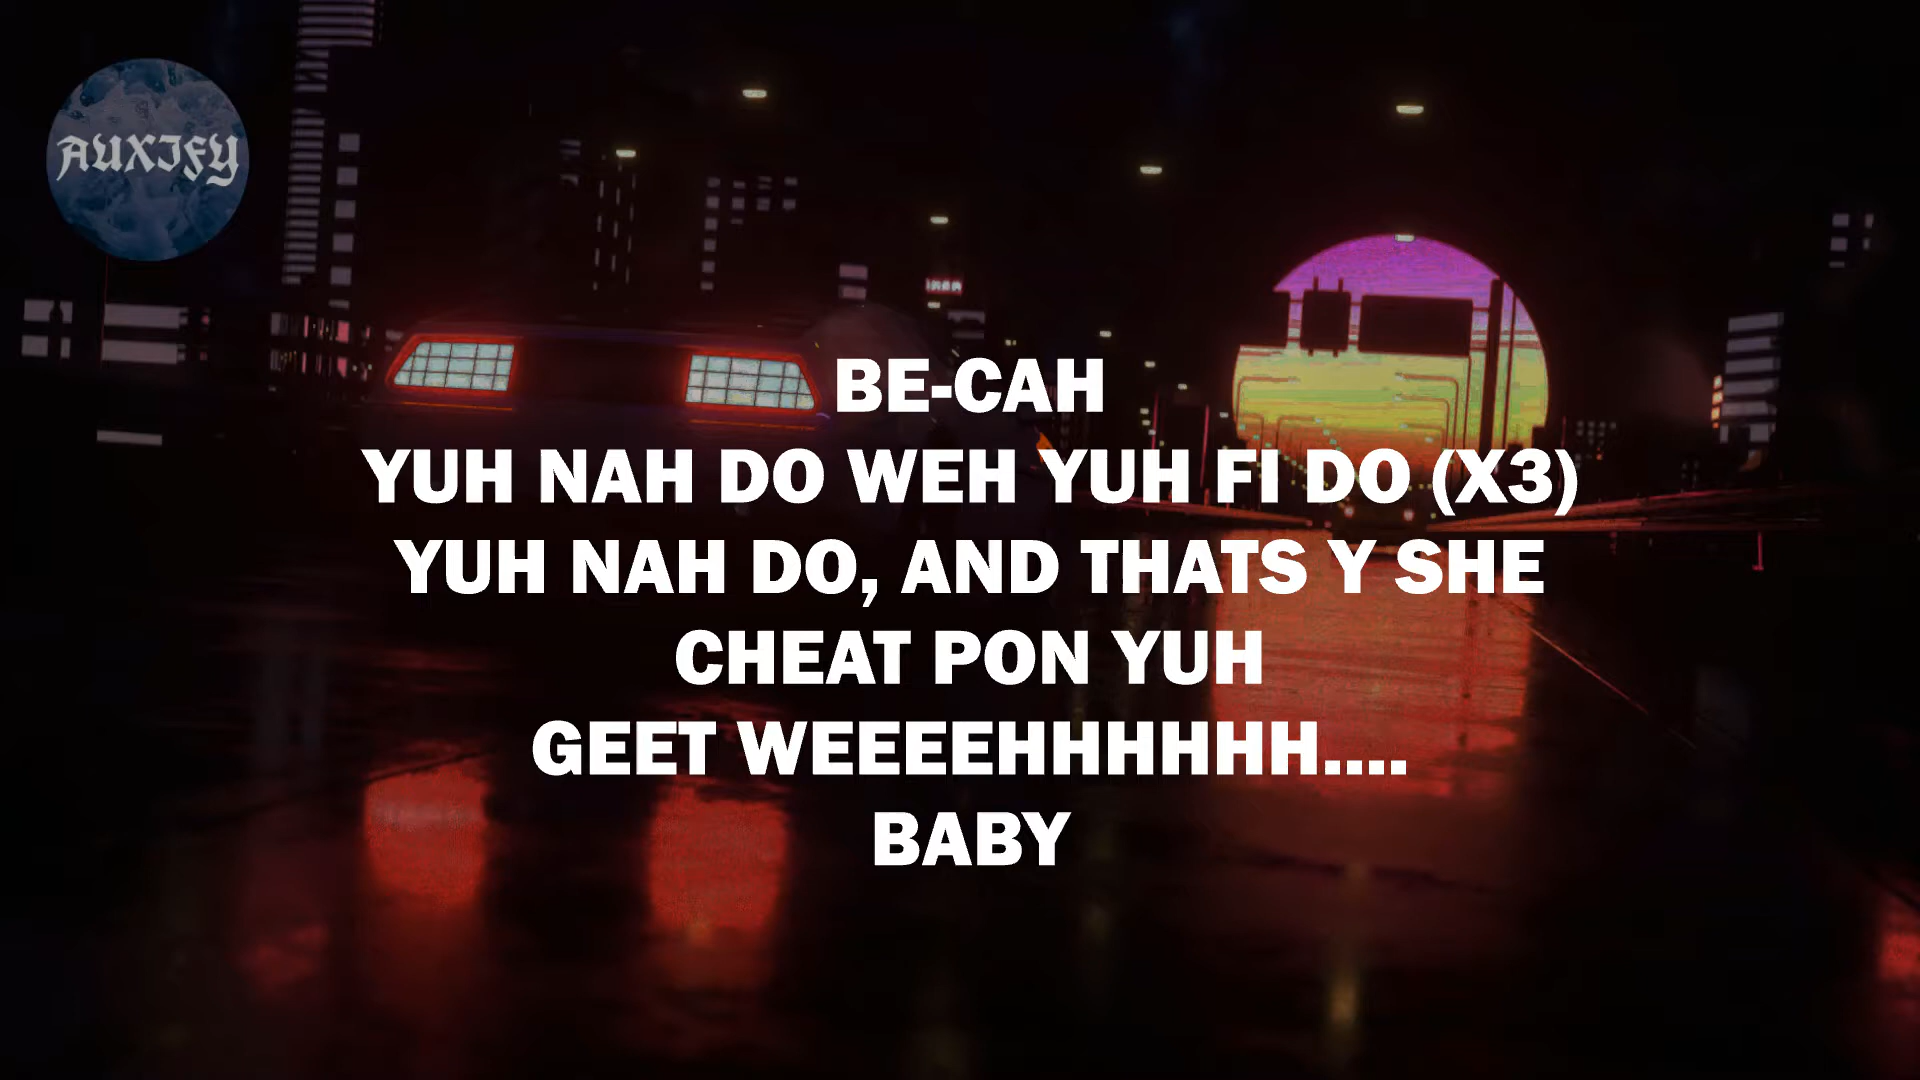 AUXIFY
BE-CAH
YUH NAH DO WEH YUH FI DO (X3)
YUH NAH DO, AND THATS Y SHE
CHEAT PON YUH
GEET WEEEEHHHHHHH....
BABY